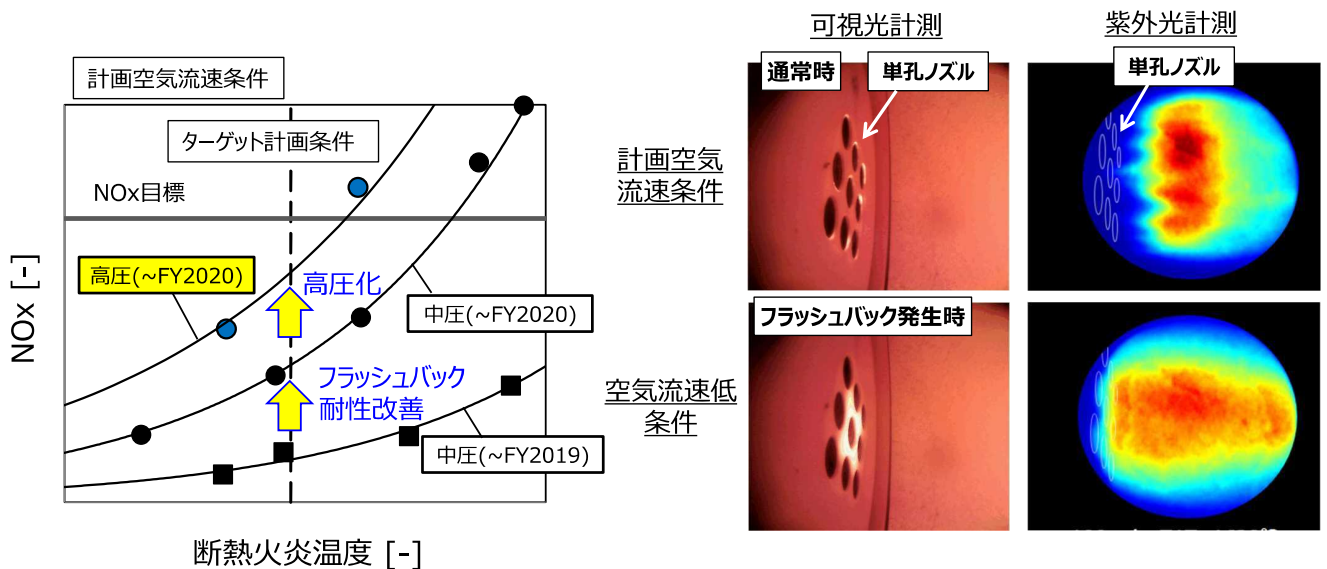 計画空気流速条件
ターゲット計画条件
NOx目標
高圧(~FY2020)
高圧化
中圧(~FY2020)
フラッシュバック
耐性改善
中圧(~FY2019)
NOx [-]
断熱火炎温度 [-]
可視光計測
紫外光計測
通常時
単孔ノズル
単孔ノズル
計画空気
流速条件
フラッシュバック発生時
空気流速低
条件